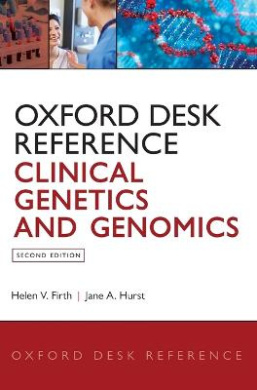 OXFORD DESK
REFERENCE
CLINICAL
GENETICS
AND GENOMICS
SECOND EDITION
Helen V. Firth | Jane A. Hurst
OXFORD DESK REFERENCE